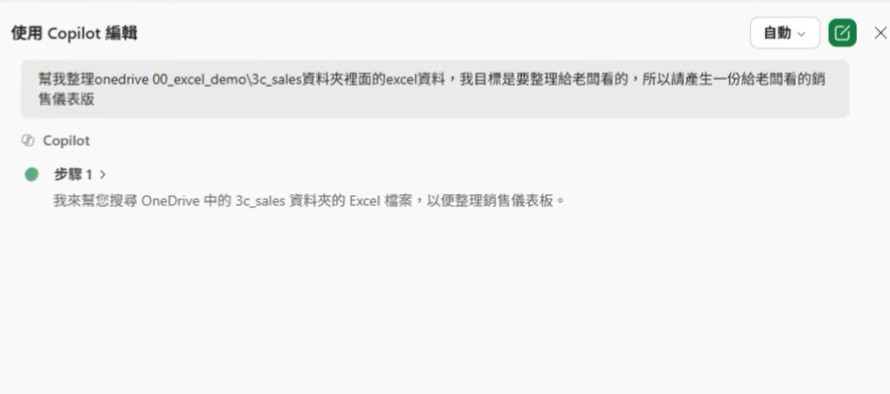 使用 Copilot 編輯
自動
幫我整理onedrive 00_excel_demo\3c_sales資料夾裡面的excel資料，我目標是要整理給老闆看的，所以請產生一份給老闆看的銷
售儀表版
Copilot
步驟 1
我來幫您搜尋 OneDrive 中的 3c_sales 資料夾的 Excel 檔案，以便整理銷售儀表板。